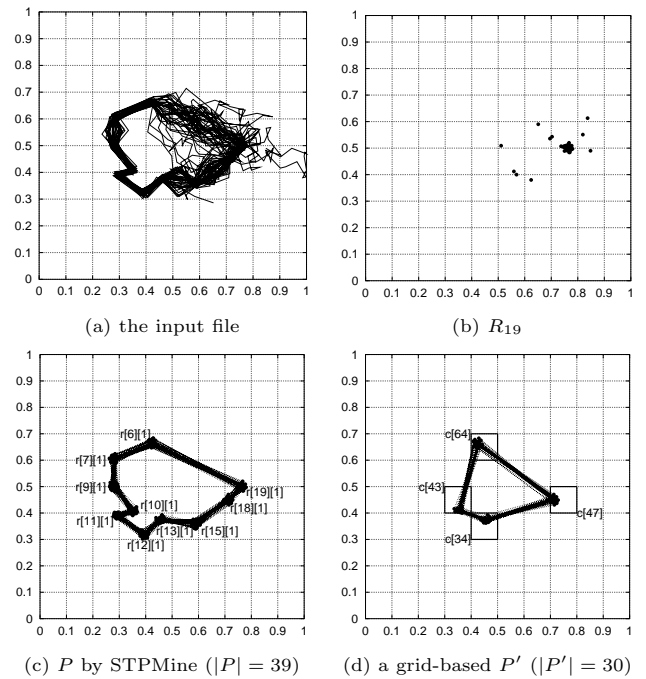 1
0.9
0.8
0.7
0.6
0.5
0.4
0.3
0.2
0.1
0
0 0.1 0.2 0.3 0.4 0.5 0.6 0.7 0.8 0.9 1
(a) the input file
1
0.9
0.8
0.7
0.6
0.5
0.4
0.3
0.2
0.1
0
0 0.1 0.2 0.3 0.4 0.5 0.6 0.7 0.8 0.9 1
(b) R19
1
0.9
0.8
0.7
0.6
0.5
0.4
0.3
0.2
0.1
0
r[6][1]
r[7][1]
r[9][1]
r[19][1]
r[10][1]
r[18][1]
r[11][1]
r[13][1]
r[15][1]
r[12][1]
0 0.1 0.2 0.3 0.4 0.5 0.6 0.7 0.8 0.9 1
(c) P by STPMine (|P| = 39)
1
0.9
0.8
0.7
0.6
0.5
0.4
0.3
0.2
0.1
0
c[64]
c[43]
c[47]
c[34]
0 0.1 0.2 0.3 0.4 0.5 0.6 0.7 0.8 0.9 1
(d) a grid-based P′ (|P′| = 30)